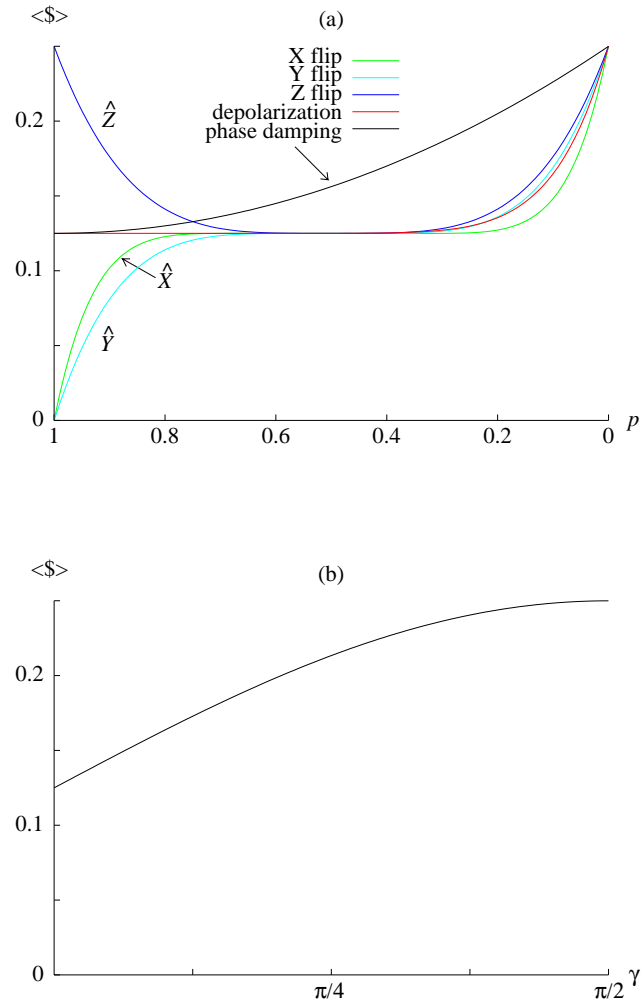 <$>
(a)
X flip
Y flip
Z flip
depolarization
phase damping
Ẑ
0.2
0.1
X̂
Ŷ
0
1 0.8 0.6 0.4 0.2 0 p
<$>
(b)
0.2
0.1
0
π/4 π/2 γ